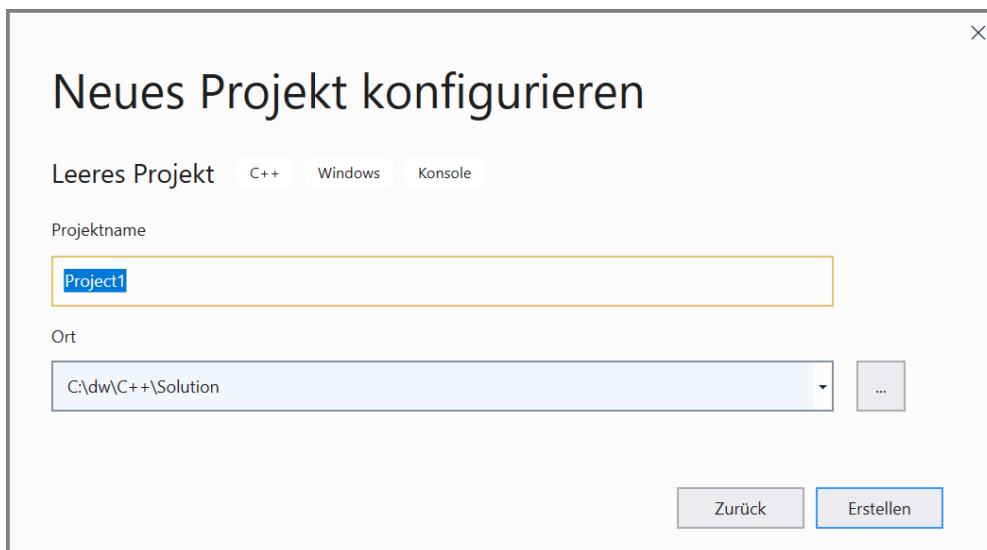 Neues Projekt konfigurieren
Leeres Projekt C++ Windows Konsole
Projektname
Project1
Ort
C:\dw\C++\Solution
...
Zurück Erstellen